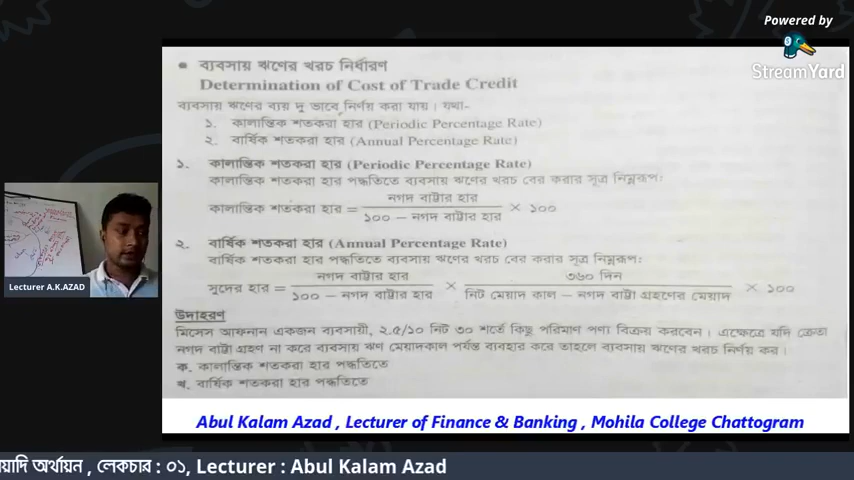 Powered by
StreamYard
• ব্যবসায় ঋণের খরচ নির্ধারণ
Determination of Cost of Trade Credit
ব্যবসায় ঋণের ব্যয় দু ভাবে নির্ণয় করা যায়। যথা-
১. কালান্তিক শতকরা হার (Periodic Percentage Rate)
২. বার্ষিক শতকরা হার (Annual Percentage Rate)
১. কালান্তিক শতকরা হার (Periodic Percentage Rate)
কালান্তিক শতকরা হার পদ্ধতিতে ব্যবসায় ঋণের খরচ বের করার সূত্র নিম্নরূপ:
নগদ বাট্টার হার
কালান্তিক শতকরা হার = × ১০০
১০০ – নগদ বাট্টার হার
২. বার্ষিক শতকরা হার (Annual Percentage Rate)
বার্ষিক শতকরা হার পদ্ধতিতে ব্যবসায় ঋণের খরচ বের করার সূত্র নিম্নরূপ:
নগদ বাট্টার হার ৩৬০ দিন
সুদের হার = × × ১০০
১০০ – নগদ বাট্টার হার নিট মেয়াদ কাল – নগদ বাট্টা গ্রহণের মেয়াদ
উদাহরণ
মিসেস আফনান একজন ব্যবসায়ী, ২.৫/১০ নিট ৩০ শর্তে কিছু পরিমাণ পণ্য বিক্রয় করবেন। এক্ষেত্রে যদি ক্রেতা
নগদ বাট্টা গ্রহণ না করে ব্যবসায় ঋণ মেয়াদকাল পর্যন্ত ব্যবহার করে তাহলে ব্যবসায় ঋণের খরচ নির্ণয় কর।
ক. কালান্তিক শতকরা হার পদ্ধতিতে
খ. বার্ষিক শতকরা হার পদ্ধতিতে
Lecturer A.K.AZAD
Abul Kalam Azad , Lecturer of Finance & Banking , Mohila College Chattogram
য়াদি অর্থায়ন , লেকচার : ০১, Lecturer : Abul Kalam Azad